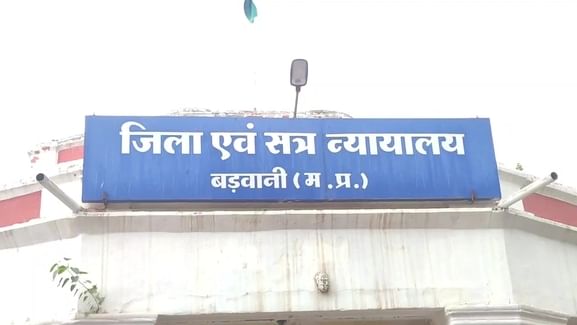 जिला एवं सत्र न्यायालय
बड़वानी (म.प्र.)